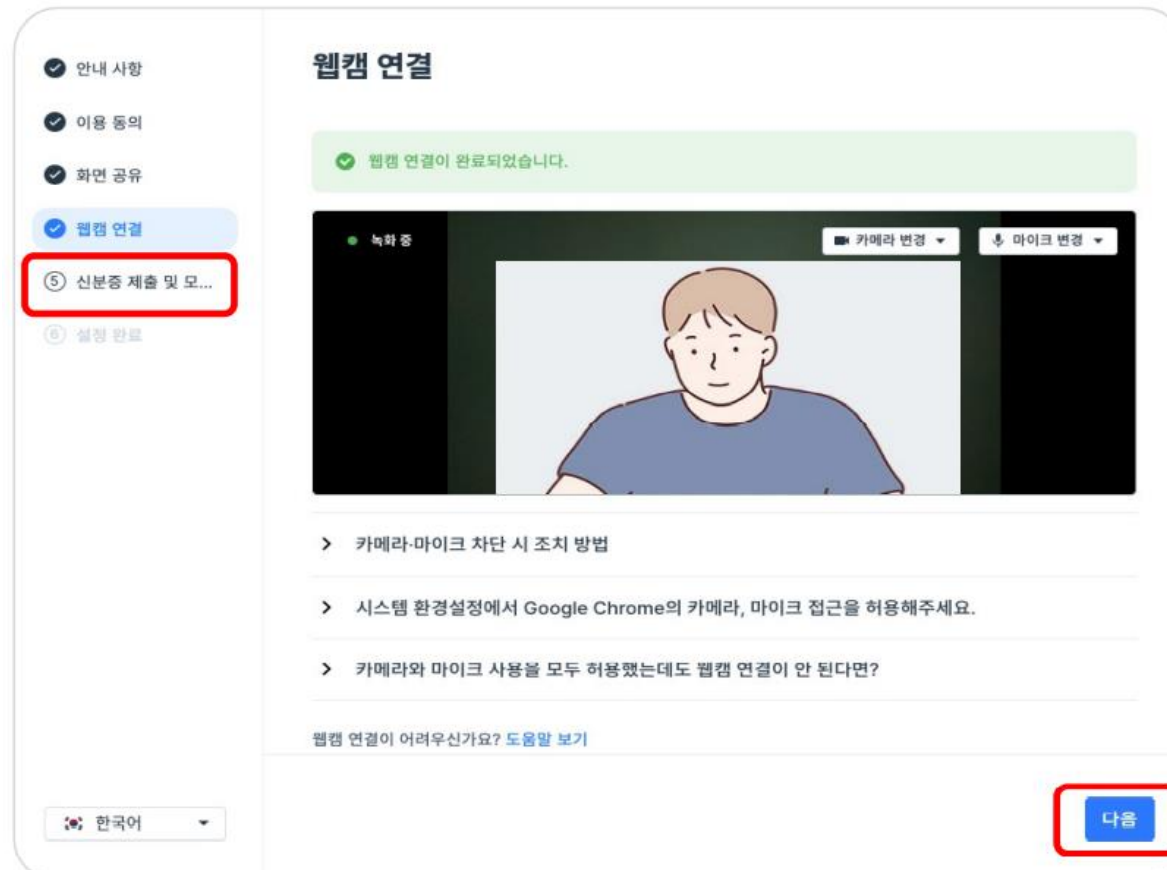 안내 사항
이용 동의
화면 공유
웹캠 연결
⑤ 신분증 제출 및 모...
⑥ 설정 완료
한국어
웹캠 연결
웹캠 연결이 완료되었습니다.
녹화 중
카메라 변경
마이크 변경
카메라·마이크 차단 시 조치 방법
시스템 환경설정에서 Google Chrome의 카메라, 마이크 접근을 허용해주세요.
카메라와 마이크 사용을 모두 허용했는데도 웹캠 연결이 안 된다면?
웹캠 연결이 어려우신가요? 도움말 보기
다음